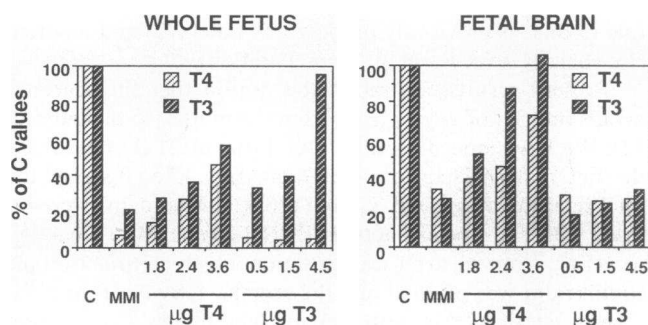 WHOLE FETUS
% of C values
100
80
60
40
20
0
T4
T3
1.8 2.4 3.6 0.5 1.5 4.5
C MMI
μg T4 μg T3
FETAL BRAIN
100
80
60
40
20
0
T4
T3
1.8 2.4 3.6 0.5 1.5 4.5
C MMI
μg T4 μg T3